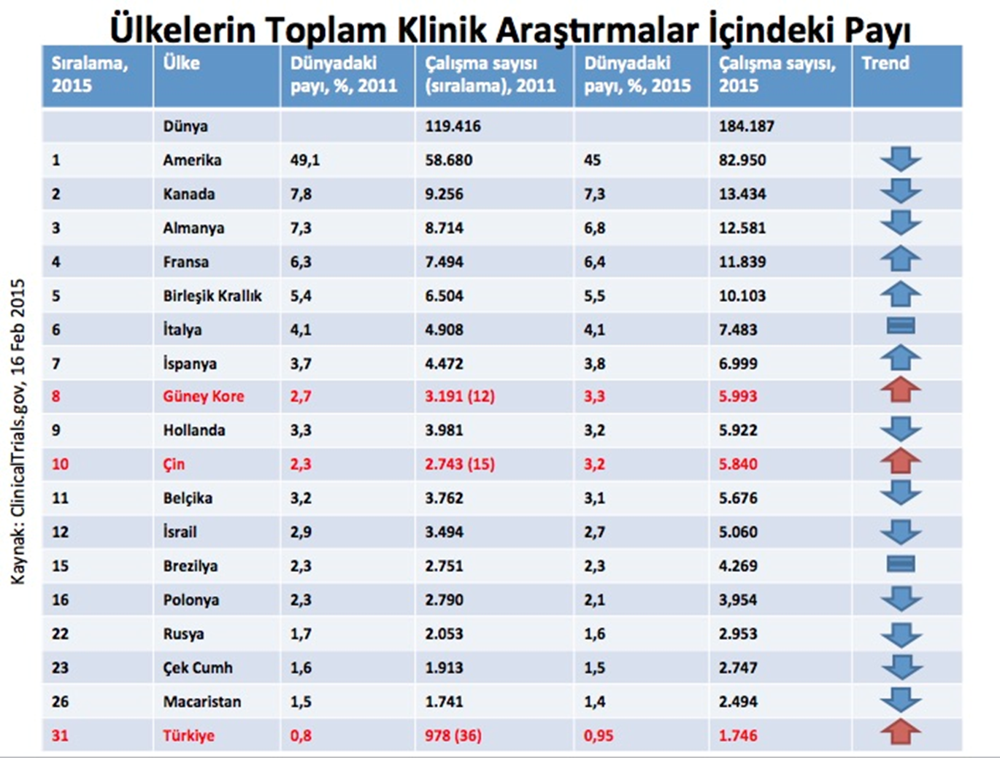 Ülkelerin Toplam Klinik Araştırmalar İçindeki Payı
Sıralama, 2015 Ülke Dünyadaki payı, %, 2011 Çalışma sayısı (sıralama), 2011 Dünyadaki payı, %, 2015 Çalışma sayısı, 2015 Trend
Dünya 119.416 184.187
1 Amerika 49,1 58.680 45 82.950
2 Kanada 7,8 9.256 7,3 13.434
3 Almanya 7,3 8.714 6,8 12.581
4 Fransa 6,3 7.494 6,4 11.839
5 Birleşik Krallık 5,4 6.504 5,5 10.103
6 İtalya 4,1 4.908 4,1 7.483
7 İspanya 3,7 4.472 3,8 6.999
8 Güney Kore 2,7 3.191 (12) 3,3 5.993
9 Hollanda 3,3 3.981 3,2 5.922
10 Çin 2,3 2.743 (15) 3,2 5.840
11 Belçika 3,2 3.762 3,1 5.676
12 İsrail 2,9 3.494 2,7 5.060
15 Brezilya 2,3 2.751 2,3 4.269
16 Polonya 2,3 2.790 2,1 3,954
22 Rusya 1,7 2.053 1,6 2.953
23 Çek Cumh 1,6 1.913 1,5 2.747
26 Macaristan 1,5 1.741 1,4 2.494
31 Türkiye 0,8 978 (36) 0,95 1.746
Kaynak: ClinicalTrials.gov, 16 Feb 2015